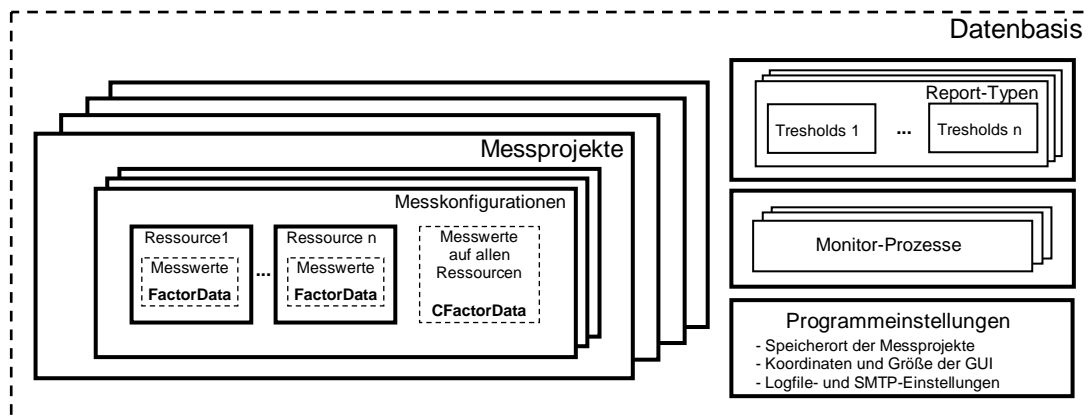 Datenbasis
Messprojekte
Messkonfigurationen
Ressource1
Messwerte
FactorData
...
Ressource n
Messwerte
FactorData
Messwerte
auf allen
Ressourcen
CFactorData
Report-Typen
Tresholds 1
...
Tresholds n
Monitor-Prozesse
Programmeinstellungen
- Speicherort der Messprojekte
- Koordinaten und Größe der GUI
- Logfile- und SMTP-Einstellungen